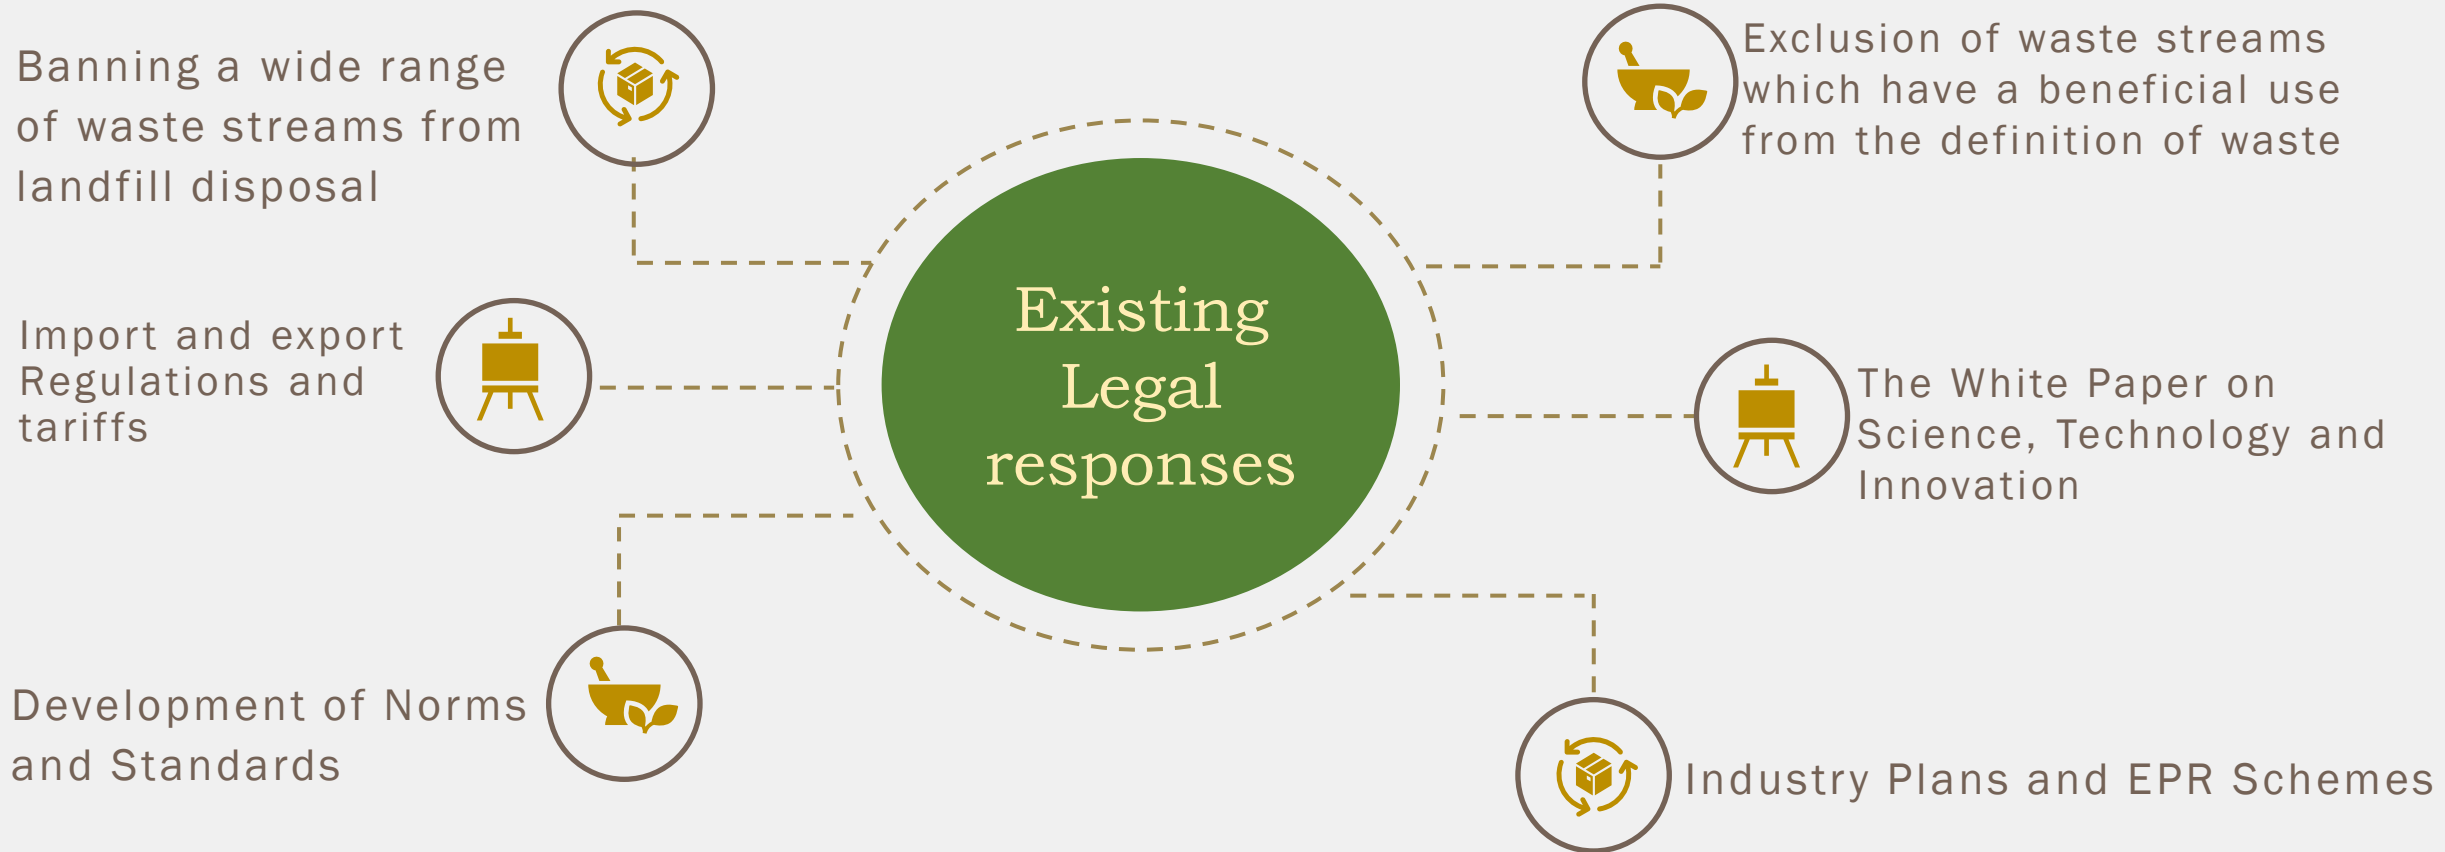 Banning a wide range
of waste streams from
landfill disposal
Import and export
Regulations and
tariffs
Development of Norms
and Standards
Existing
Legal
responses
Exclusion of waste streams
which have a beneficial use
from the definition of waste
The White Paper on
Science, Technology and
Innovation
Industry Plans and EPR Schemes